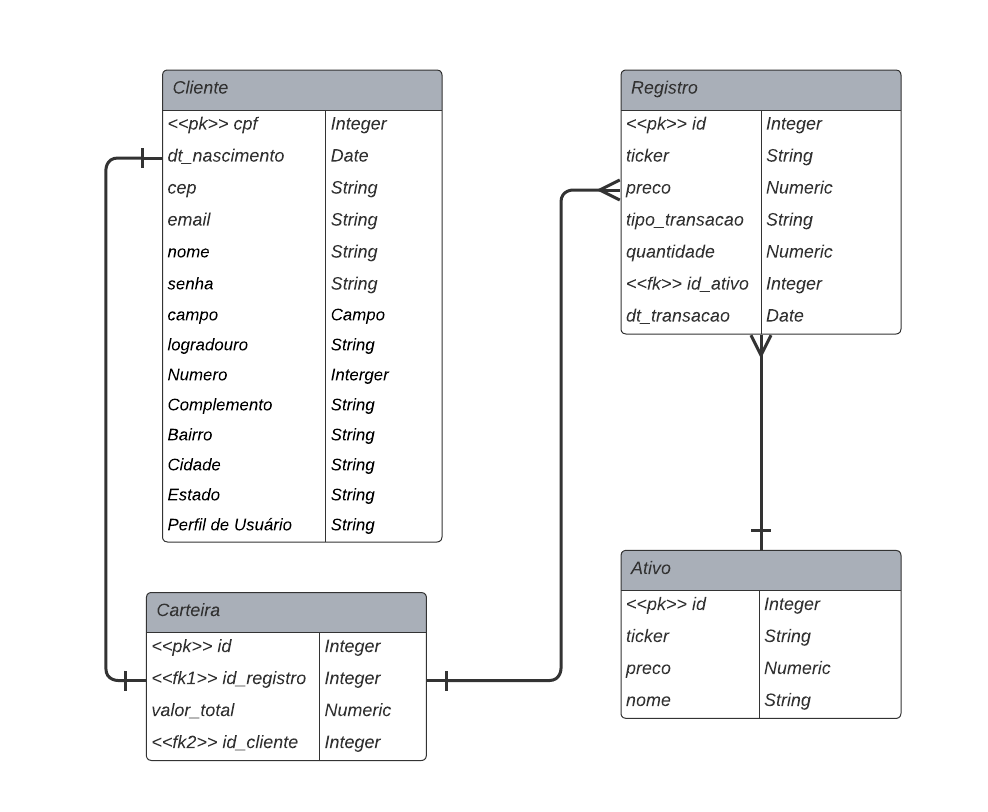 Cliente
<<pk>> cpf Integer
dt_nascimento Date
cep String
email String
nome String
senha String
campo Campo
logradouro String
Numero Interger
Complemento String
Bairro String
Cidade String
Estado String
Perfil de Usuário String
Registro
<<pk>> id Integer
ticker String
preco Numeric
tipo_transacao String
quantidade Numeric
<<fk>> id_ativo Integer
dt_transacao Date
Carteira
<<pk>> id Integer
<<fk1>> id_registro Integer
valor_total Numeric
<<fk2>> id_cliente Integer
Ativo
<<pk>> id Integer
ticker String
preco Numeric
nome String